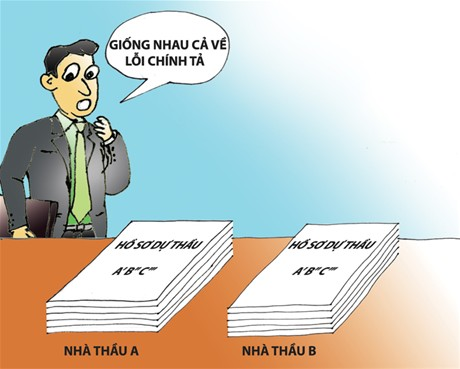 GIỐNG NHAU CẢ VỀ
LỖI CHÍNH TẢ
HỒ SƠ DỰ THẦU
A'B"C'"
HỒ SƠ DỰ THẦU
A'B"C'"
NHÀ THẦU A
NHÀ THẦU B